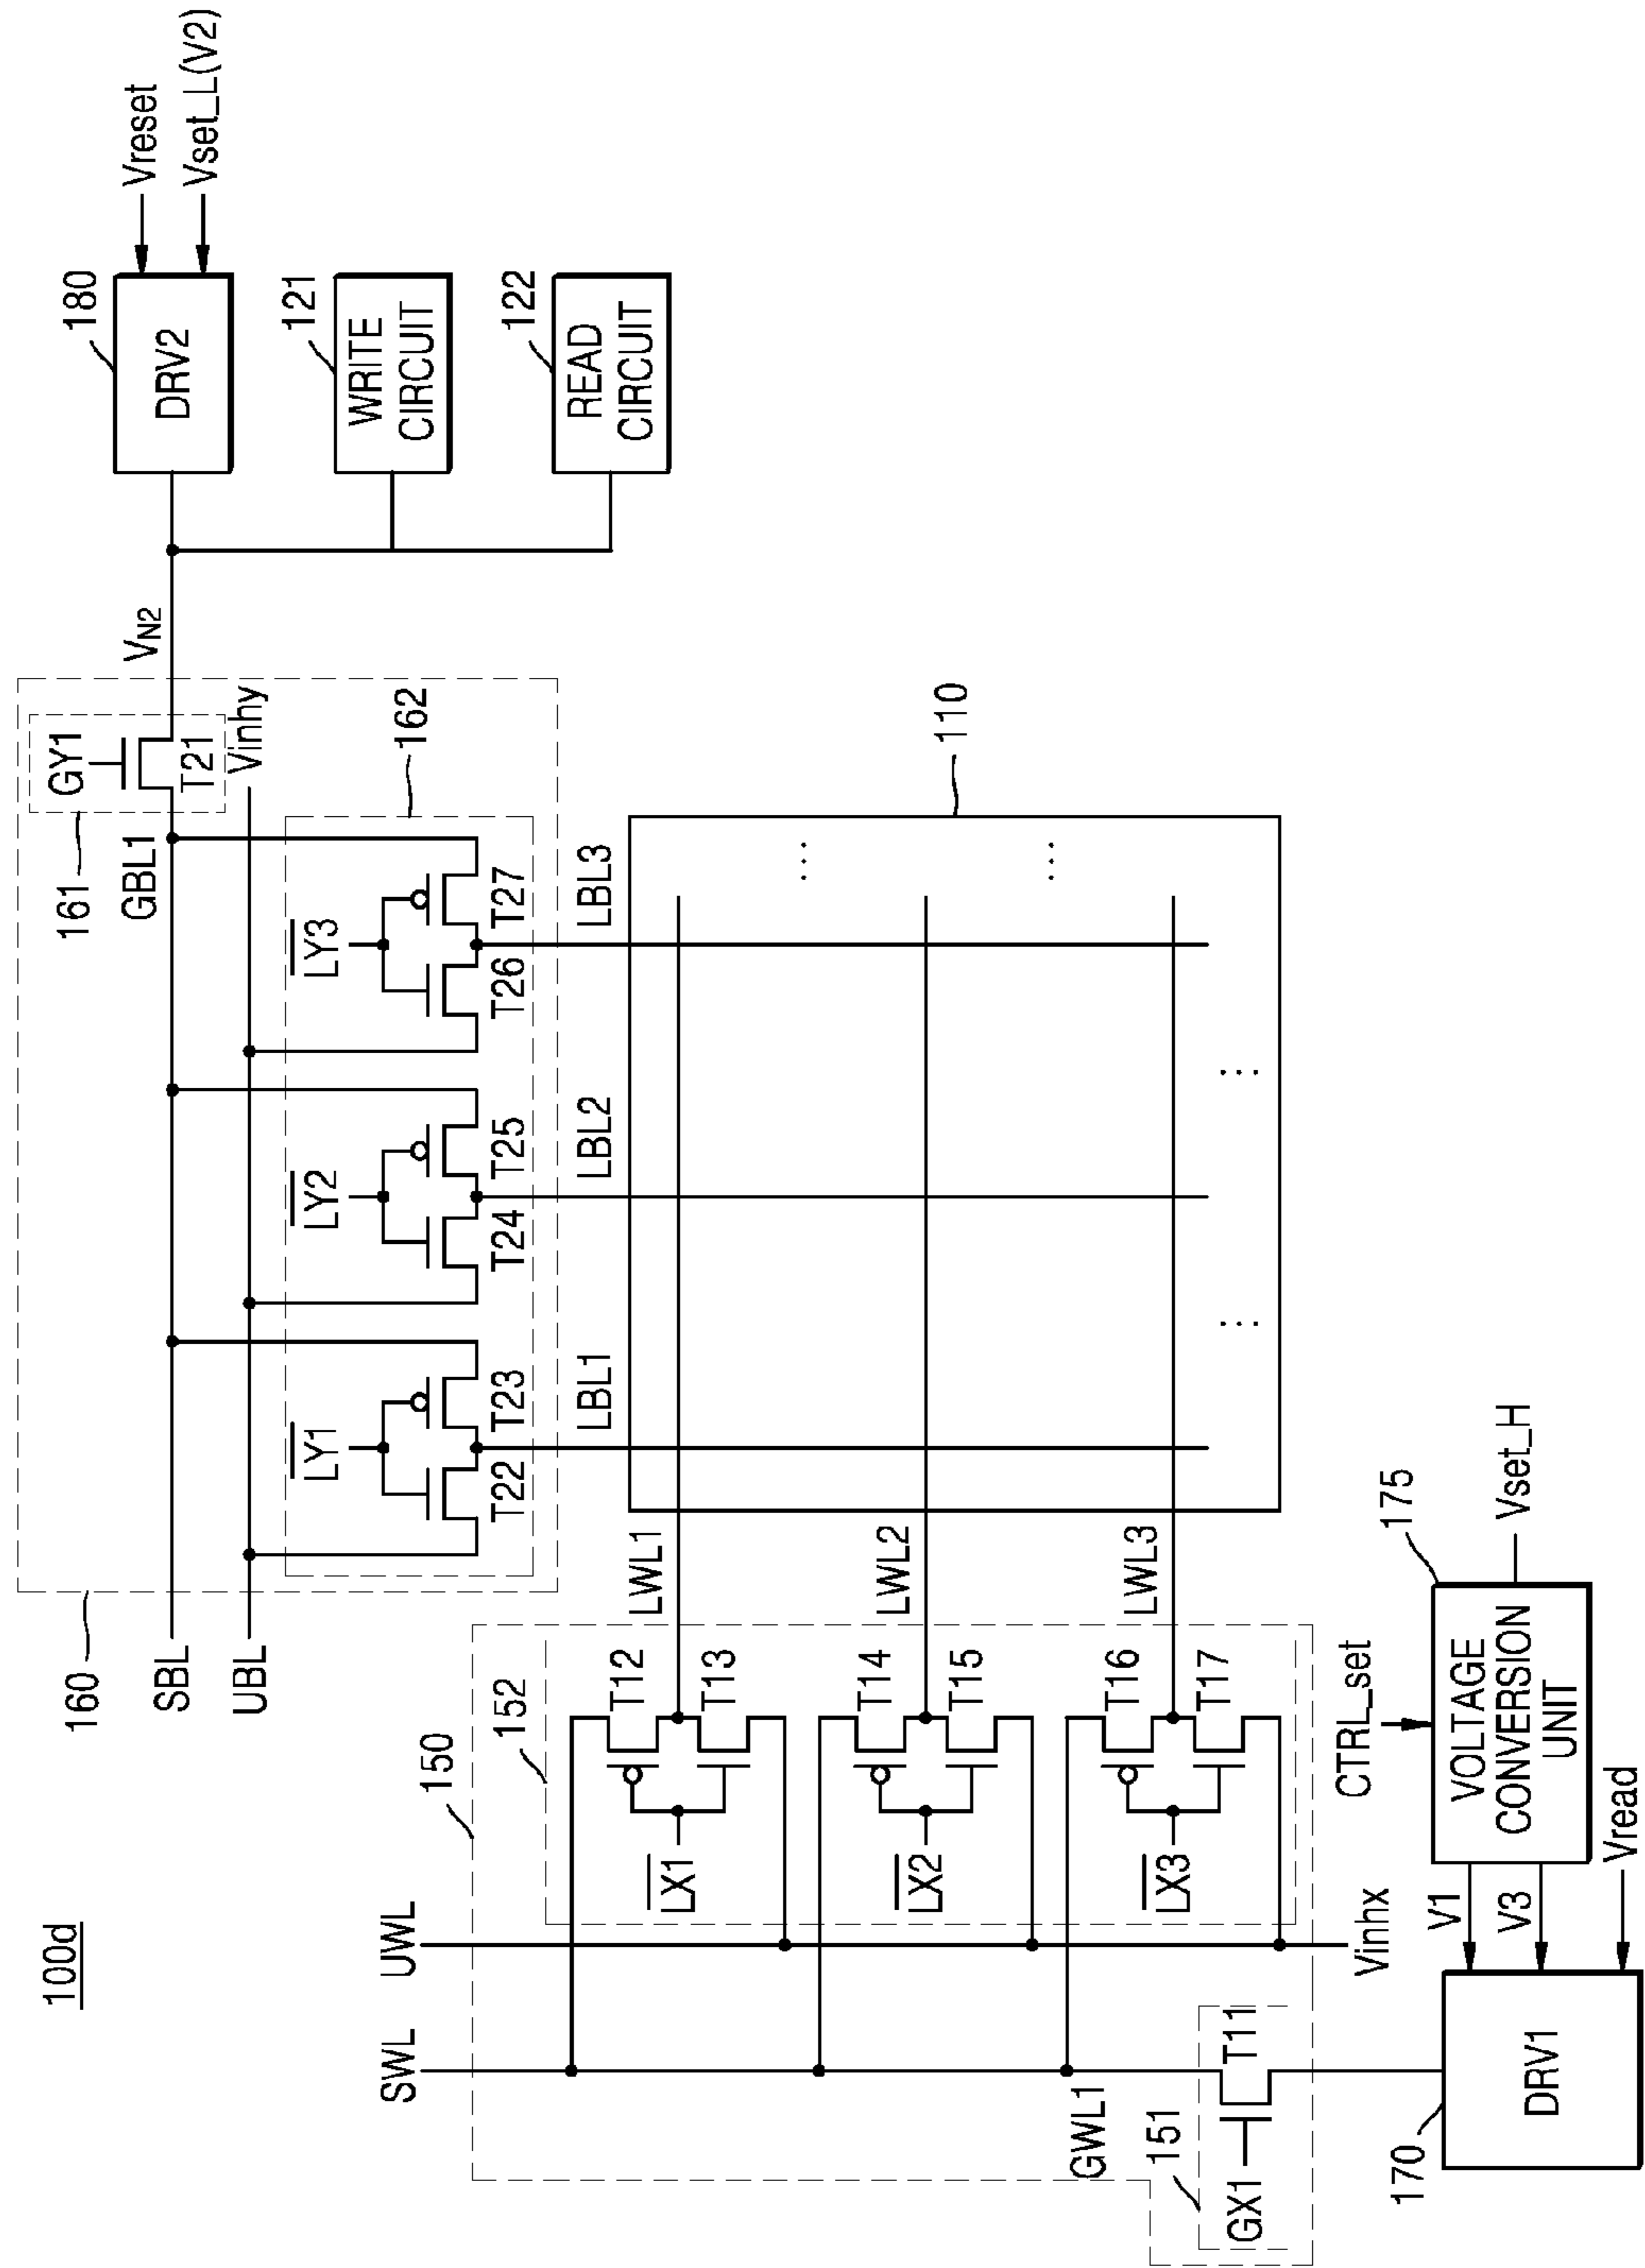 100d
160
SBL
UBL
161
GBL1
GY1
T21
Vinhy
VN2
180
DRV2
Vreset
Vset_L(V2)
121
WRITE
CIRCUIT
122
READ
CIRCUIT
162
LY1
T22
T23
LY2
T24
T25
LY3
T26
T27
LBL1
LBL2
LBL3
110
...
...
...
...
150
152
SWL
UWL
LX1
T12
T13
LWL1
LX2
T14
T15
LWL2
LX3
T16
T17
LWL3
GWL1
151
GX1
T11
Vinhx
170
DRV1
V1
V3
Vread
CTRL_set
175
VOLTAGE
CONVERSION
UNIT
Vset_H